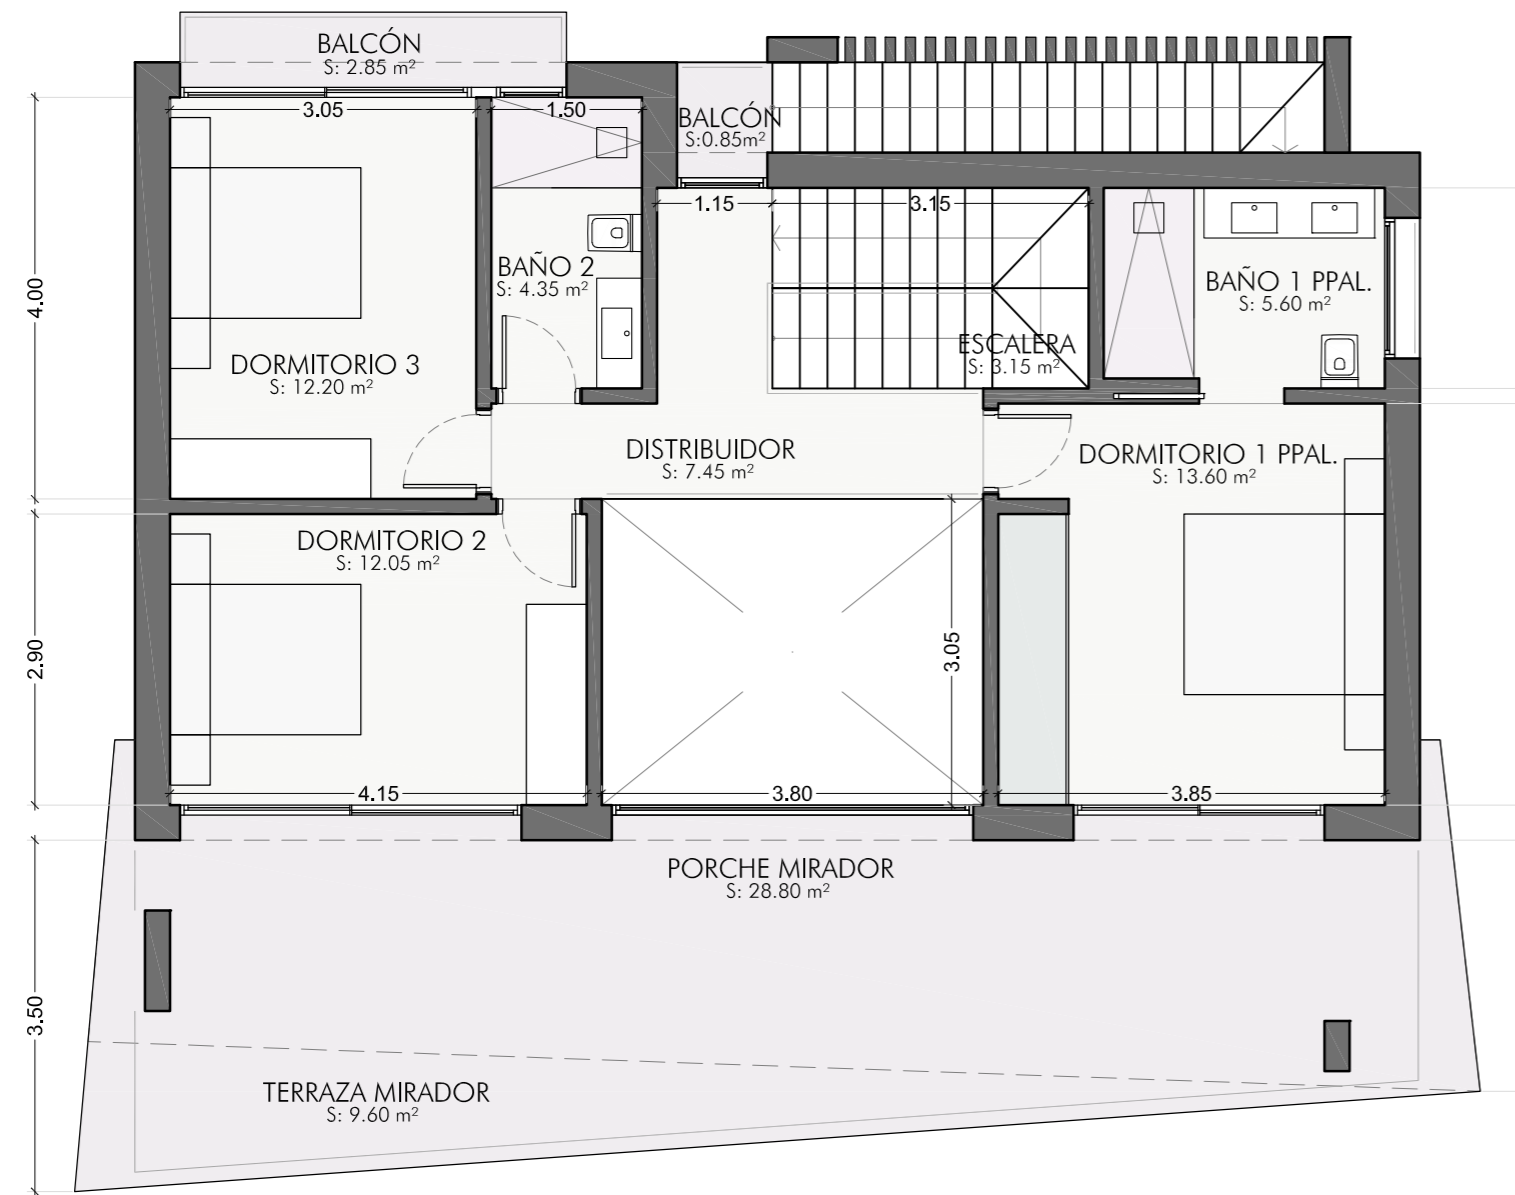 BALCÓN
S: 2.85 m²
3.05
1.50
BALCÓN
S:0.85m²
1.15
3.15
4.00
BAÑO 2
S: 4.35 m²
BAÑO 1 PPAL.
S: 5.60 m²
DORMITORIO 3
S: 12.20 m²
ESCALERA
S: 3.15 m²
DISTRIBUIDOR
S: 7.45 m²
DORMITORIO 1 PPAL.
S: 13.60 m²
DORMITORIO 2
S: 12.05 m²
2.90
3.05
4.15
3.80
3.85
PORCHE MIRADOR
S: 28.80 m²
3.50
TERRAZA MIRADOR
S: 9.60 m²